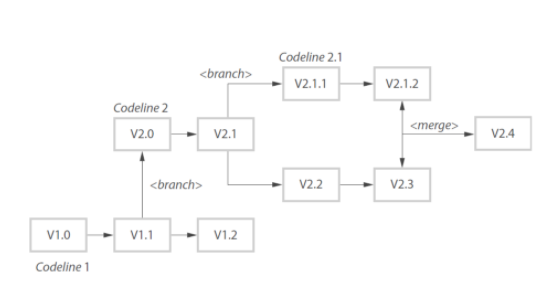 Codeline 2.1
<branch>
V2.1.1
V2.1.2
Codeline 2
V2.0
V2.1
<merge>
V2.4
<branch>
V2.2
V2.3
V1.0
V1.1
V1.2
Codeline 1